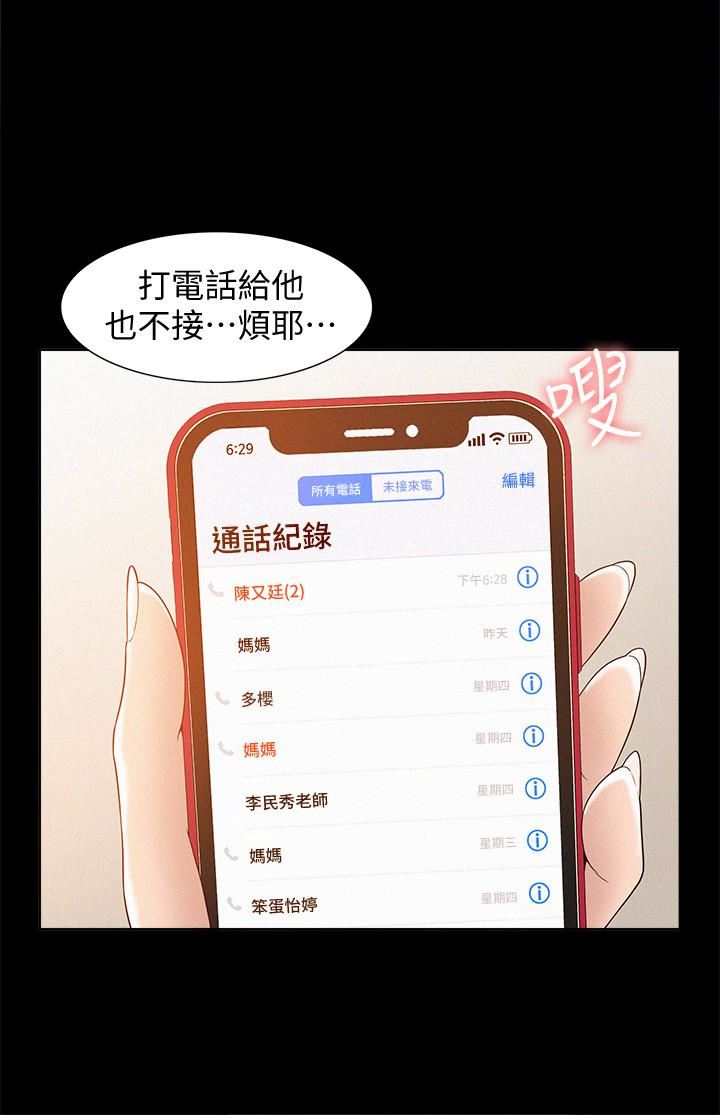 打電話給他
也不接⋯煩耶⋯
嗖
6:29
所有電話 未接來電 編輯
通話紀錄
陳又廷(2) 下午6:28
媽媽 昨天
多櫻 星期四
媽媽 星期四
李民秀老師 星期四
媽媽 星期三
笨蛋怡婷 星期四